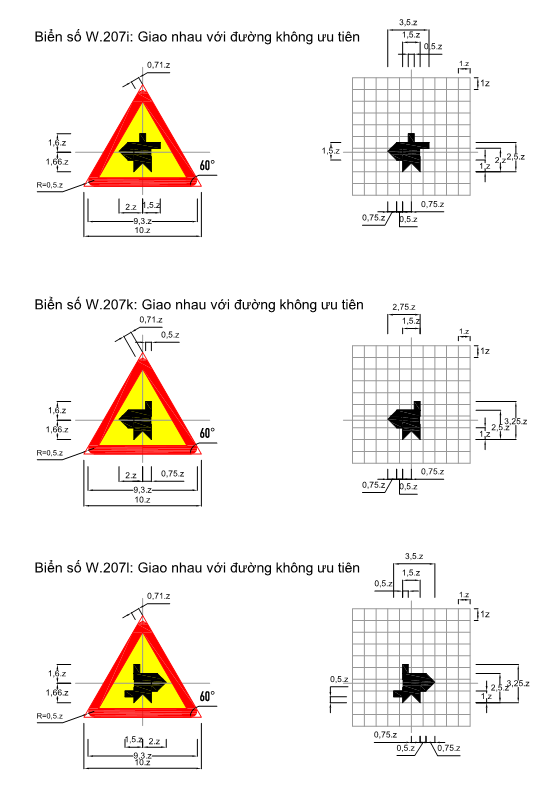 Biển số W.207i: Giao nhau với đường không ưu tiên
3,5.z
1,5.z
0,5.z
0,71.z
1.z
1z
1,6.z
1,66.z
60°
R=0,5.z
2.z
1,5.z
9,3.z
10.z
1,5.z
2,5.z
2.z
1.z
0,75.z
0,75.z
0,5.z
Biển số W.207k: Giao nhau với đường không ưu tiên
2,75.z
1,5.z
0,71.z
0,5.z
1.z
1z
1,6.z
1,66.z
60°
R=0,5.z
2.z
0,75.z
9,3.z
10.z
3,25.z
2,5.z
1.z
0,75.z
0,75.z
0,5.z
Biển số W.207l: Giao nhau với đường không ưu tiên
3,5.z
1,5.z
0,5.z
0,71.z
1.z
1z
1,6.z
1,66.z
60°
R=0,5.z
1,5.z
2.z
9,3.z
10.z
0,5.z
3,25.z
2,5.z
1.z
0,75.z
0,5.z
0,75.z